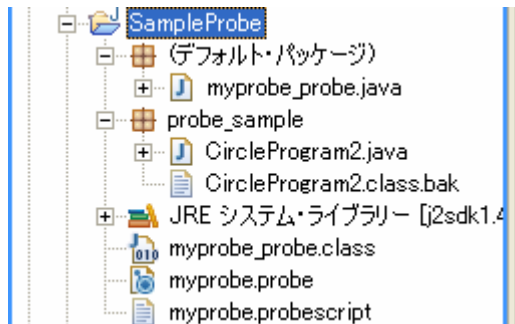 SampleProbe
(デフォルト・パッケージ)
myprobe_probe.java
probe_sample
CircleProgram2.java
CircleProgram2.class.bak
JRE システム・ライブラリー [j2sdk1.4
myprobe_probe.class
myprobe.probe
myprobe.probescript